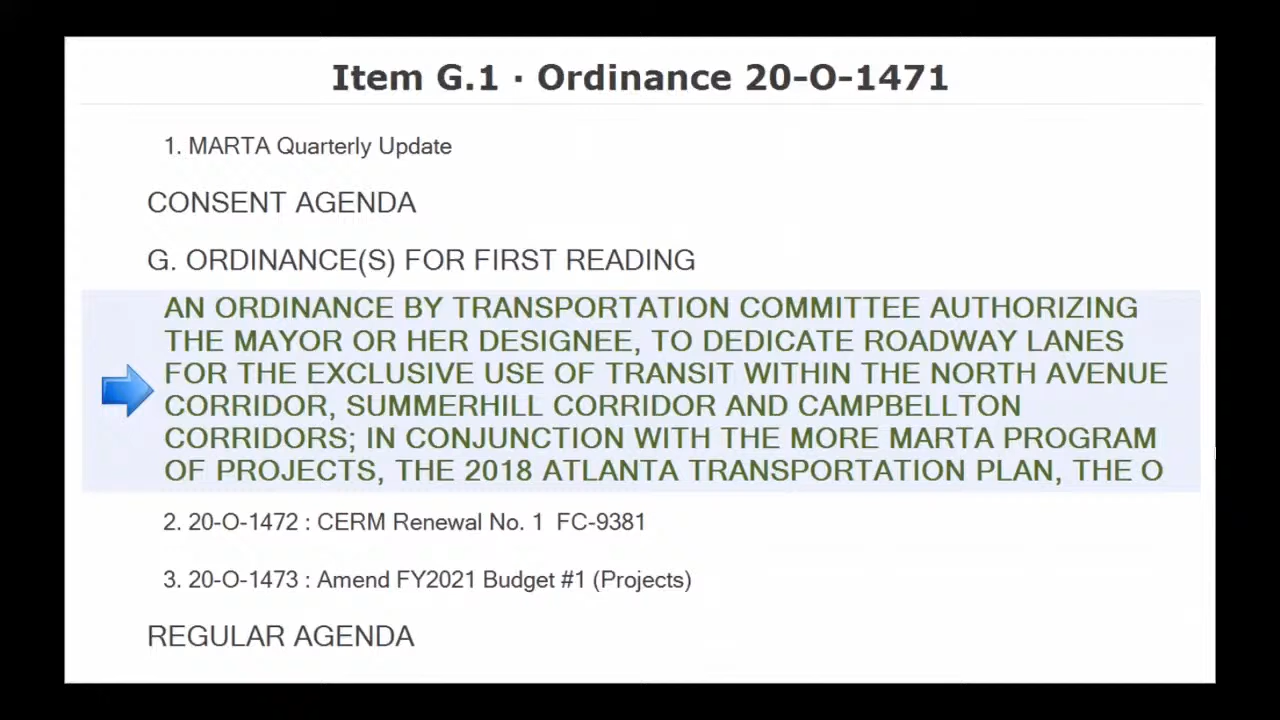 Item G.1 · Ordinance 20-O-1471
1. MARTA Quarterly Update
CONSENT AGENDA
G. ORDINANCE(S) FOR FIRST READING
AN ORDINANCE BY TRANSPORTATION COMMITTEE AUTHORIZING
THE MAYOR OR HER DESIGNEE, TO DEDICATE ROADWAY LANES
FOR THE EXCLUSIVE USE OF TRANSIT WITHIN THE NORTH AVENUE
CORRIDOR, SUMMERHILL CORRIDOR AND CAMPBELLTON
CORRIDORS; IN CONJUNCTION WITH THE MORE MARTA PROGRAM
OF PROJECTS, THE 2018 ATLANTA TRANSPORTATION PLAN, THE O
2. 20-O-1472 : CERM Renewal No. 1 FC-9381
3. 20-O-1473 : Amend FY2021 Budget #1 (Projects)
REGULAR AGENDA